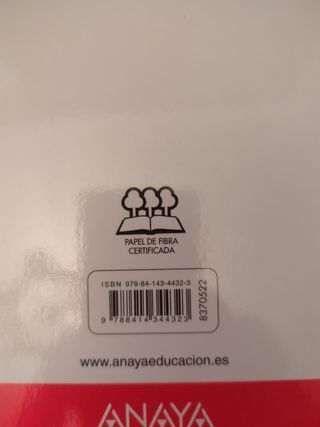 PAPEL DE FIBRA
CERTIFICADA
ISBN 978-84-143-4432-3
9 788414 344323
8370522
www.anayaeducacion.es
ANAYA